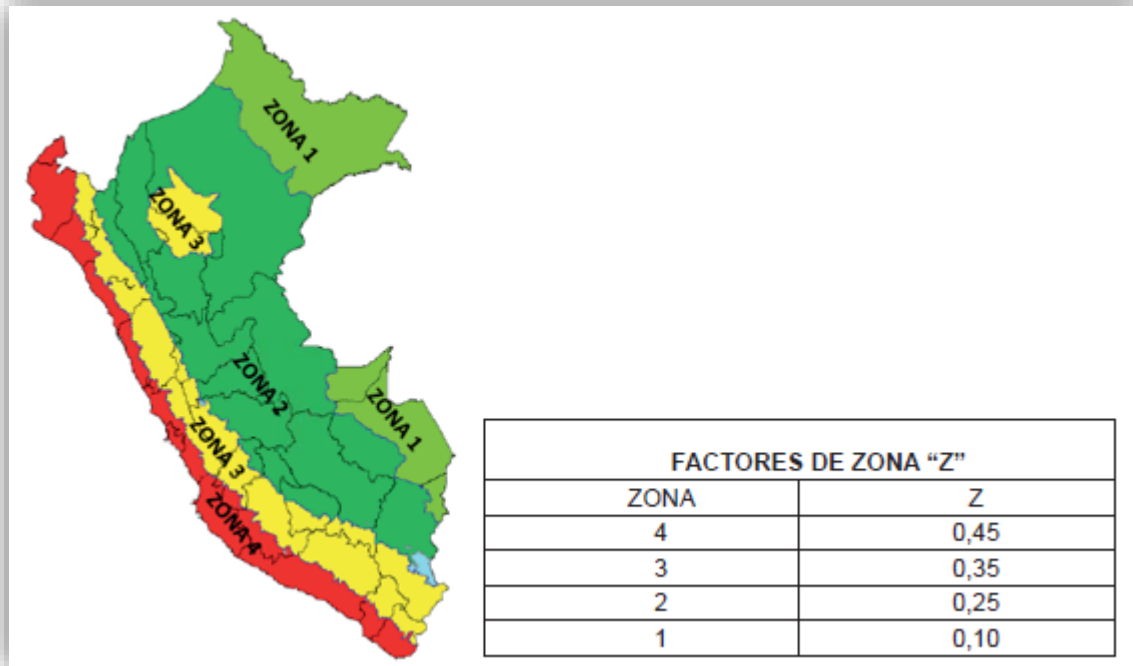 ZONA 1
ZONA 3
ZONA 2
ZONA 1
ZONA 3
ZONA 4
FACTORES DE ZONA “Z”
ZONA Z
4 0,45
3 0,35
2 0,25
1 0,10